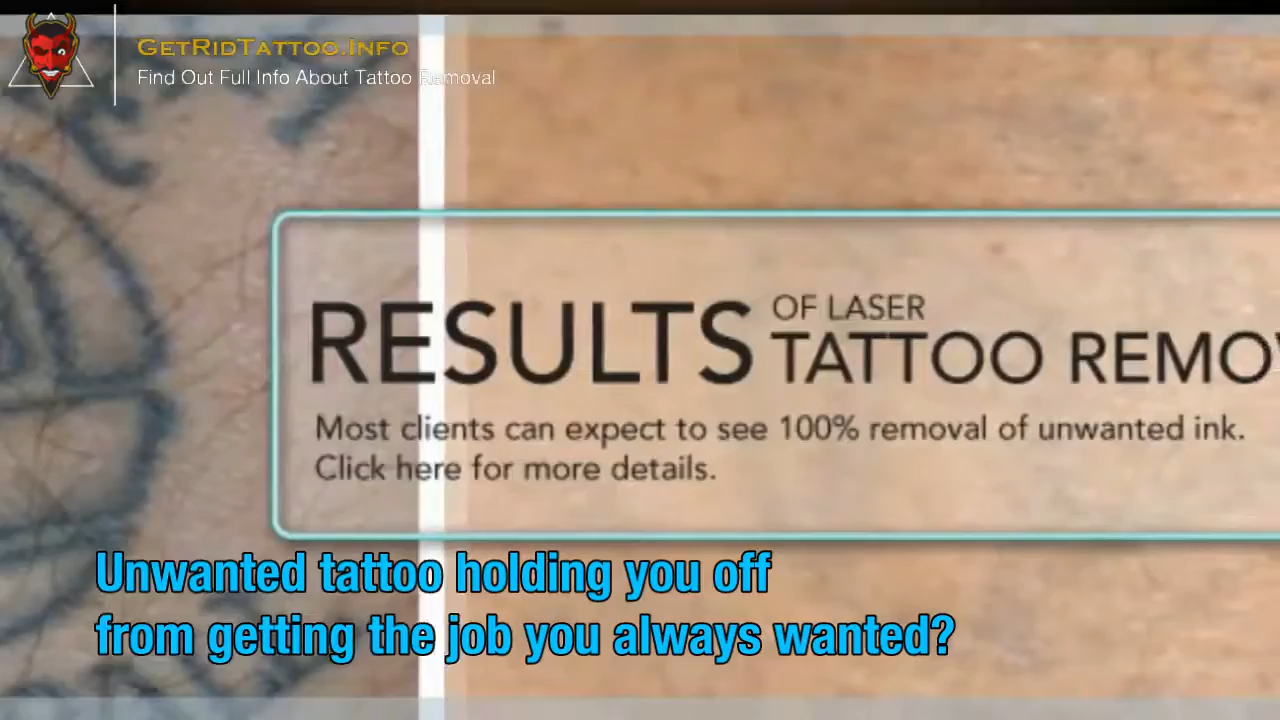 GetRidTattoo.Info
Find Out Full Info About Tattoo Removal
RESULTS OF LASER
TATTOO REMO
Most clients can expect to see 100% removal of unwanted ink.
Click here for more details.
Unwanted tattoo holding you off
from getting the job you always wanted?